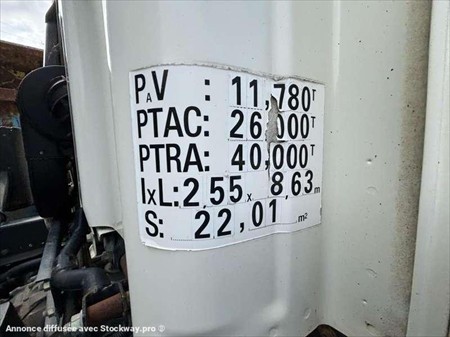 PAV : 11,780T
PTAC: 26,000T
PTRA: 40,000T
lxL: 2,55 x 8,63m
S: 22,01 m2
Annonce diffusée avec Stockway.pro ®